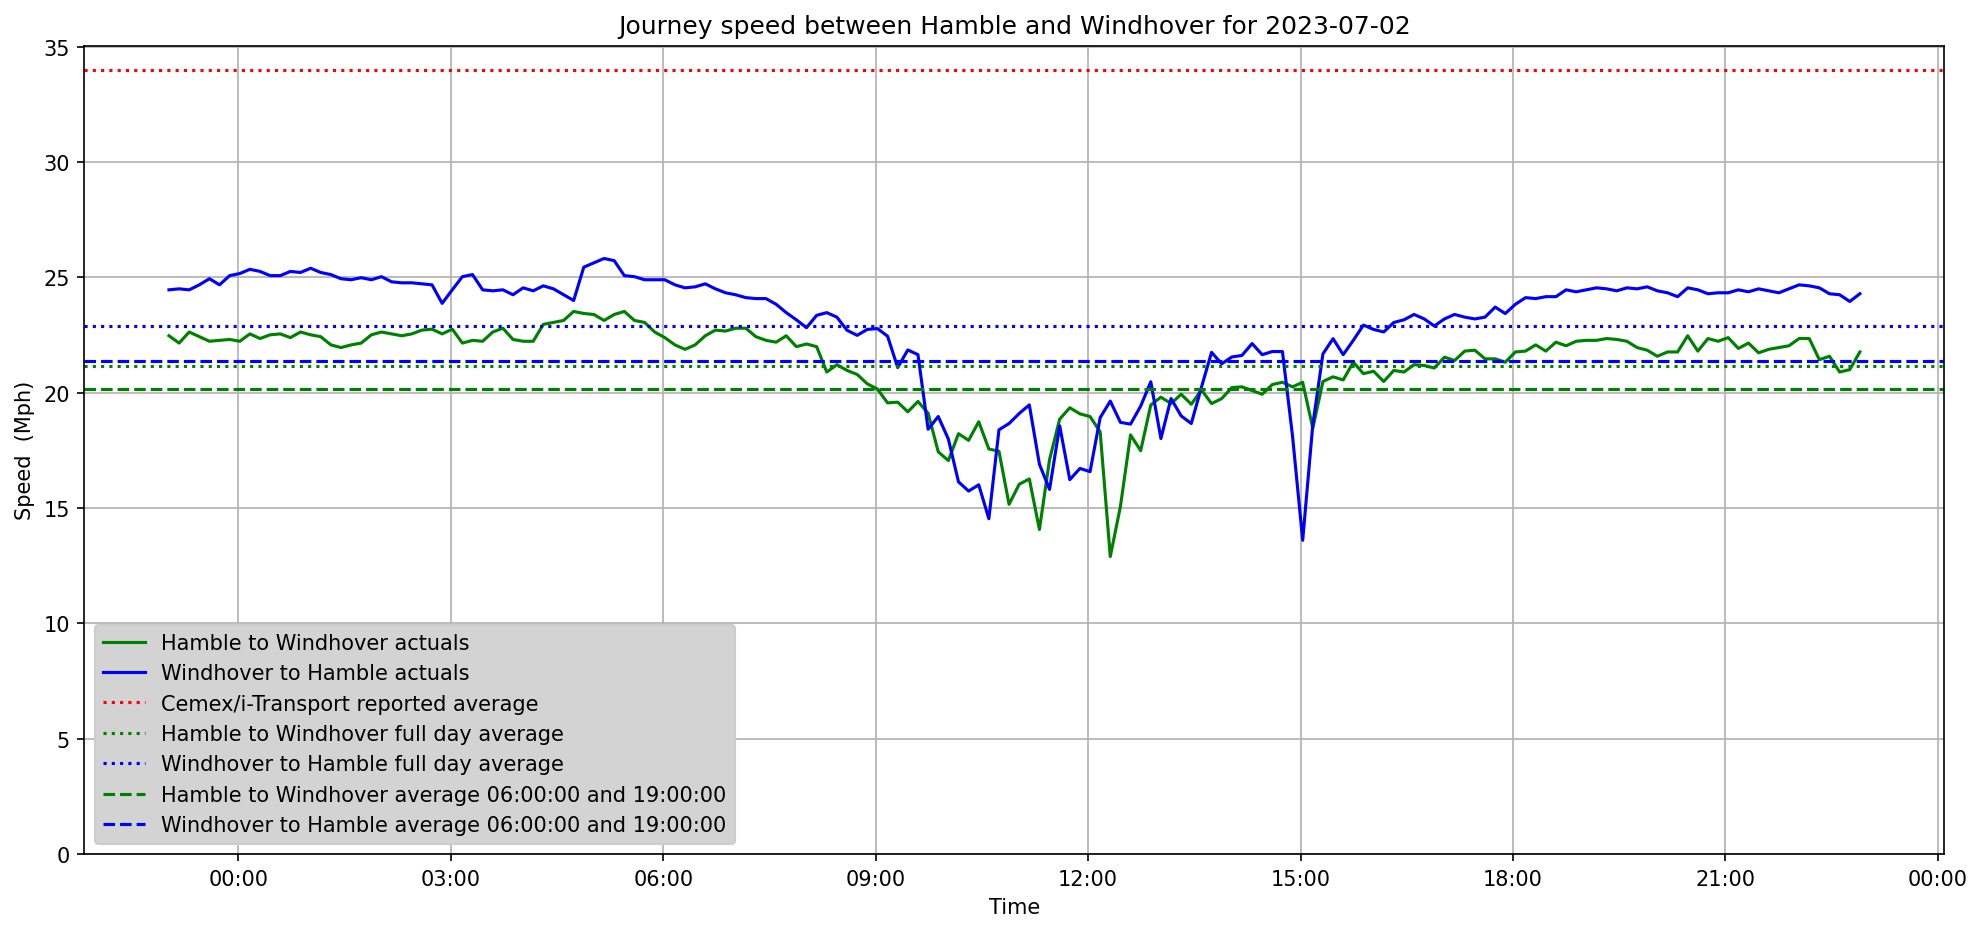 Journey speed between Hamble and Windhover for 2023-07-02
35
30
25
20
15
10
5
0
Speed (Mph)
Hamble to Windhover actuals
Windhover to Hamble actuals
Cemex/i-Transport reported average
Hamble to Windhover full day average
Windhover to Hamble full day average
Hamble to Windhover average 06:00:00 and 19:00:00
Windhover to Hamble average 06:00:00 and 19:00:00
00:00 03:00 06:00 09:00 12:00 15:00 18:00 21:00 00:00
Time